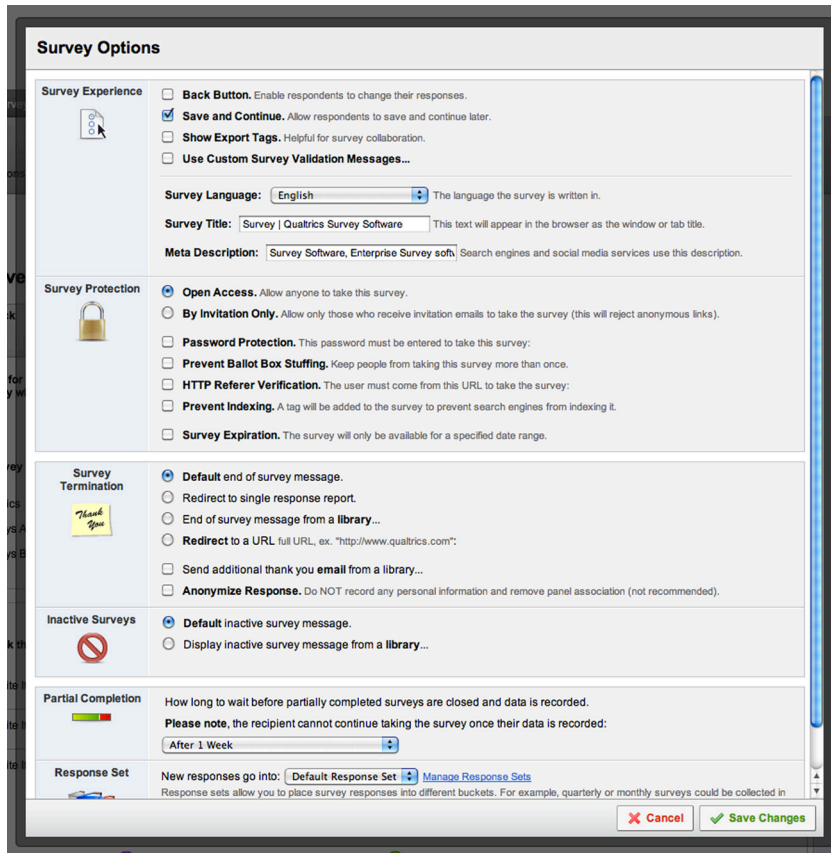 Survey Options
Survey Experience
Back Button. Enable respondents to change their responses.
Save and Continue. Allow respondents to save and continue later.
Show Export Tags. Helpful for survey collaboration.
Use Custom Survey Validation Messages...
Survey Language: English The language the survey is written in.
Survey Title: Survey | Qualtrics Survey Software This text will appear in the browser as the window or tab title.
Meta Description: Survey Software, Enterprise Survey soft Search engines and social media services use this description.
Survey Protection
Open Access. Allow anyone to take this survey.
By Invitation Only. Allow only those who receive invitation emails to take the survey (this will reject anonymous links).
Password Protection. This password must be entered to take this survey:
Prevent Ballot Box Stuffing. Keep people from taking this survey more than once.
HTTP Referer Verification. The user must come from this URL to take the survey:
Prevent Indexing. A tag will be added to the survey to prevent search engines from indexing it.
Survey Expiration. The survey will only be available for a specified date range.
Survey
Termination
Thank
You
Default end of survey message.
Redirect to single response report.
End of survey message from a library...
Redirect to a URL full URL, ex. "http://www.qualtrics.com":
Send additional thank you email from a library...
Anonymize Response. Do NOT record any personal information and remove panel association (not recommended).
Inactive Surveys
Default inactive survey message.
Display inactive survey message from a library...
Partial Completion
How long to wait before partially completed surveys are closed and data is recorded.
Please note, the recipient cannot continue taking the survey once their data is recorded:
After 1 Week
Response Set
New responses go into: Default Response Set Manage Response Sets
Response sets allow you to place survey responses into different buckets. For example, quarterly or monthly surveys could be collected in
Cancel Save Changes